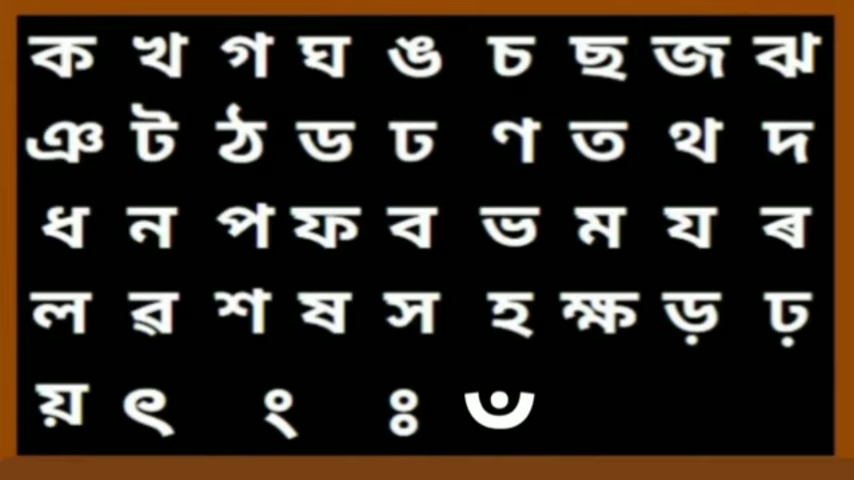 ক খ গ ঘ ঙ চ ছ জ ঝ
ঞ ট ঠ ড ঢ ণ ত থ দ
ধ ন প ফ ব ভ ম য ৰ
ল ৱ শ ষ স হ ক্ষ ড় ঢ়
য় ৎ ং ঃ ঁ